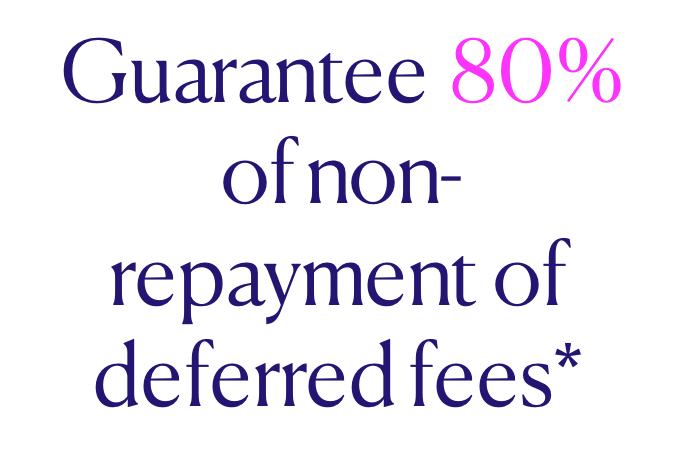 Guarantee 80%
of non-
repayment of
deferred fees*